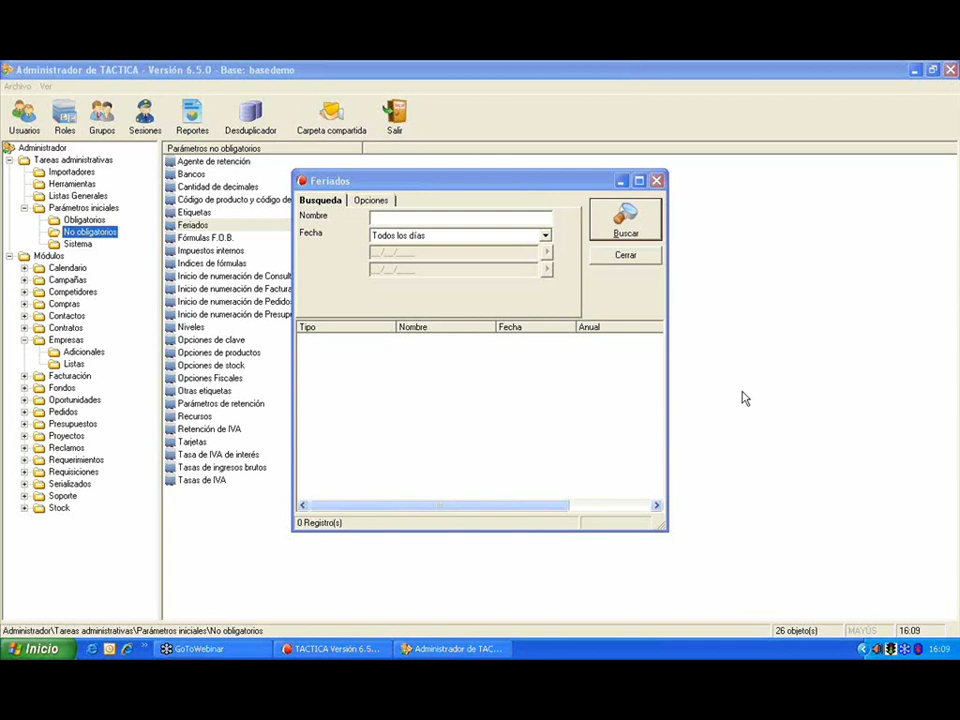 Administrador de TACTICA - Versión 6.5.0 - Base: basedemo
Archivo Ver
Usuarios Roles Grupos Sesiones Reportes Desduplicador Carpeta compartida Salir
Administrador
Tareas administrativas
Importadores
Herramientas
Listas Generales
Parámetros iniciales
Obligatorios
No obligatorios
Sistema
Módulos
Calendario
Campañas
Competidores
Compras
Contactos
Contratos
Empresas
Adicionales
Listas
Facturación
Fondos
Oportunidades
Pedidos
Presupuestos
Proyectos
Reclamos
Requerimientos
Requisiciones
Serializados
Soporte
Stock
Parámetros no obligatorios
Agente de retención
Bancos
Cantidad de decimales
Código de producto y código de
Etiquetas
Feriados
Fórmulas F.O.B.
Impuestos internos
Indices de fórmulas
Inicio de numeración de Consult
Inicio de numeración de Factura
Inicio de numeración de Pedidos
Inicio de numeración de Presupu
Niveles
Opciones de clave
Opciones de productos
Opciones de stock
Opciones Fiscales
Otras etiquetas
Parámetros de retención
Recursos
Retención de IVA
Tarjetas
Tasa de IVA de interés
Tasas de ingresos brutos
Tasas de IVA
Feriados
Busqueda Opciones
Nombre
Fecha Todos los días
__/__/____
__/__/____
Buscar
Cerrar
Tipo Nombre Fecha Anual
0 Registro(s)
Administrador\Tareas administrativas\Parámetros iniciales\No obligatorios 26 objeto(s) MAYÚS 16:09
Inicio GoToWebinar TACTICA Versión 6.5... Administrador de TAC... 16:09